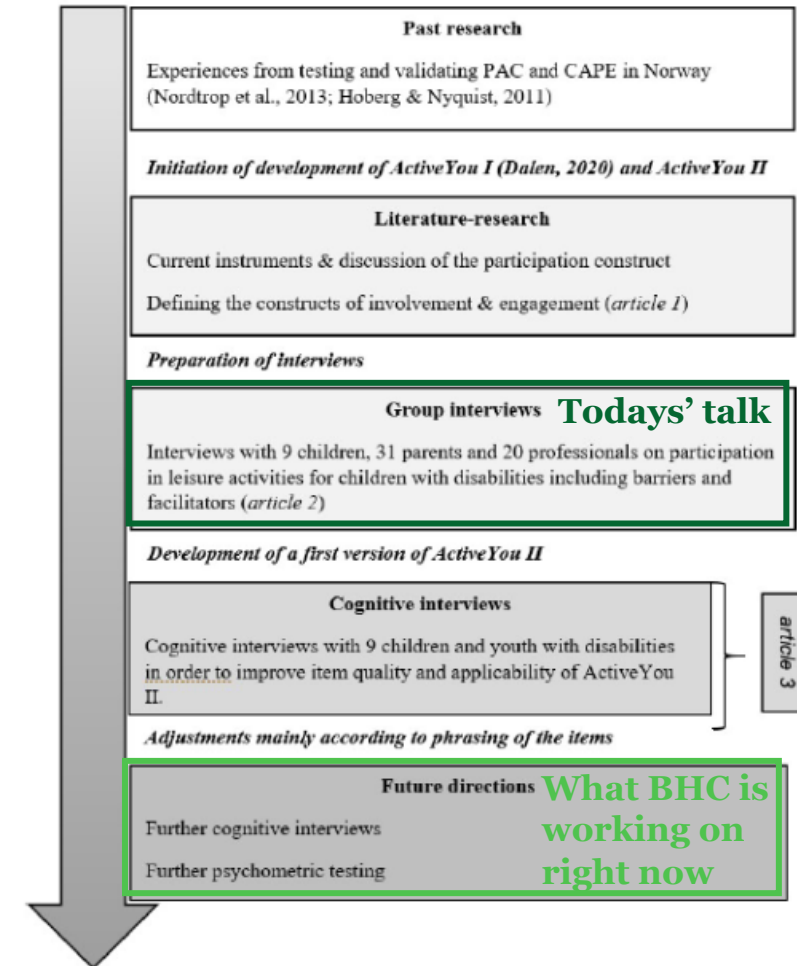 Past research
Experiences from testing and validating PAC and CAPE in Norway
(Nordtrop et al., 2013; Hoberg & Nyquist, 2011)
Initiation of development of ActiveYou I (Dalen, 2020) and ActiveYou II
Literature-research
Current instruments & discussion of the participation construct
Defining the constructs of involvement & engagement (article 1)
Preparation of interviews
Group interviews
Todays’ talk
Interviews with 9 children, 31 parents and 20 professionals on participation
in leisure activities for children with disabilities including barriers and
facilitators (article 2)
Development of a first version of ActiveYou II
Cognitive interviews
Cognitive interviews with 9 children and youth with disabilities
in order to improve item quality and applicability of ActiveYou
II.
article 3
Adjustments mainly according to phrasing of the items
Future directions
Further cognitive interviews
Further psychometric testing
What BHC is
working on
right now